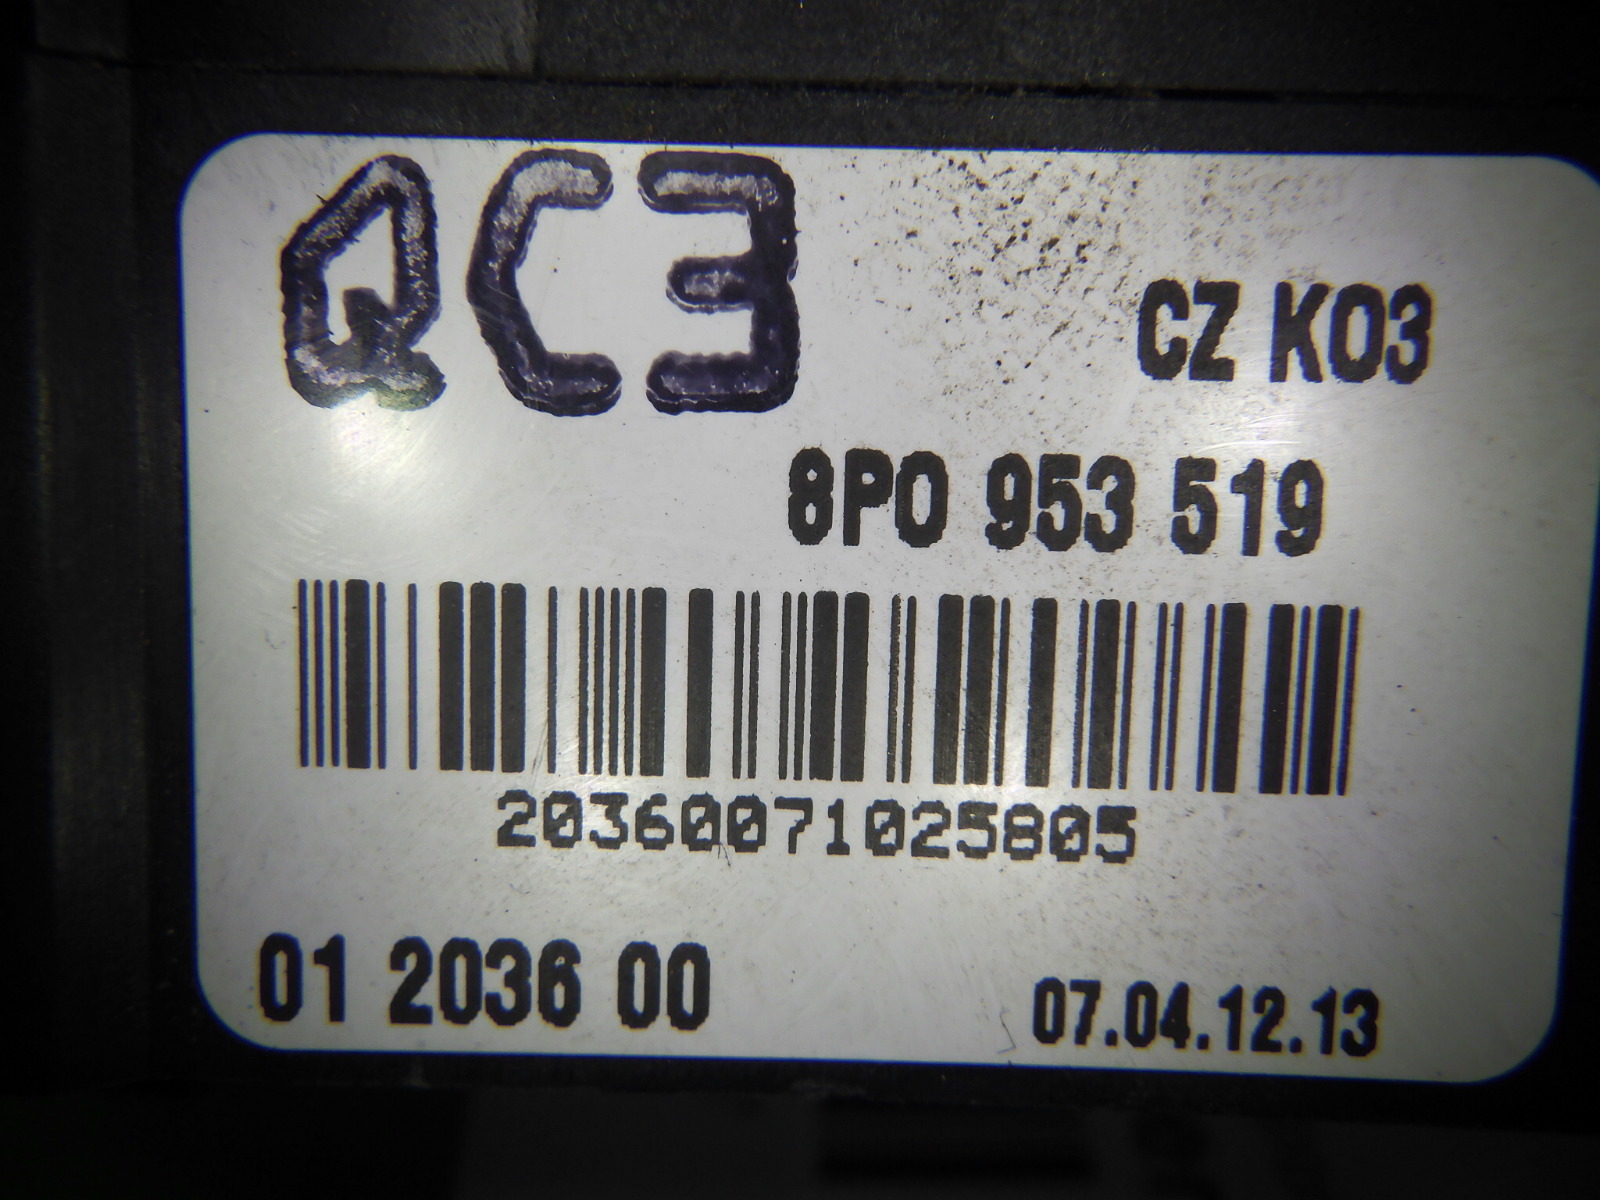 QC3
CZ K03
8P0 953 519
20360071025805
01 2036 00
07.04.12.13